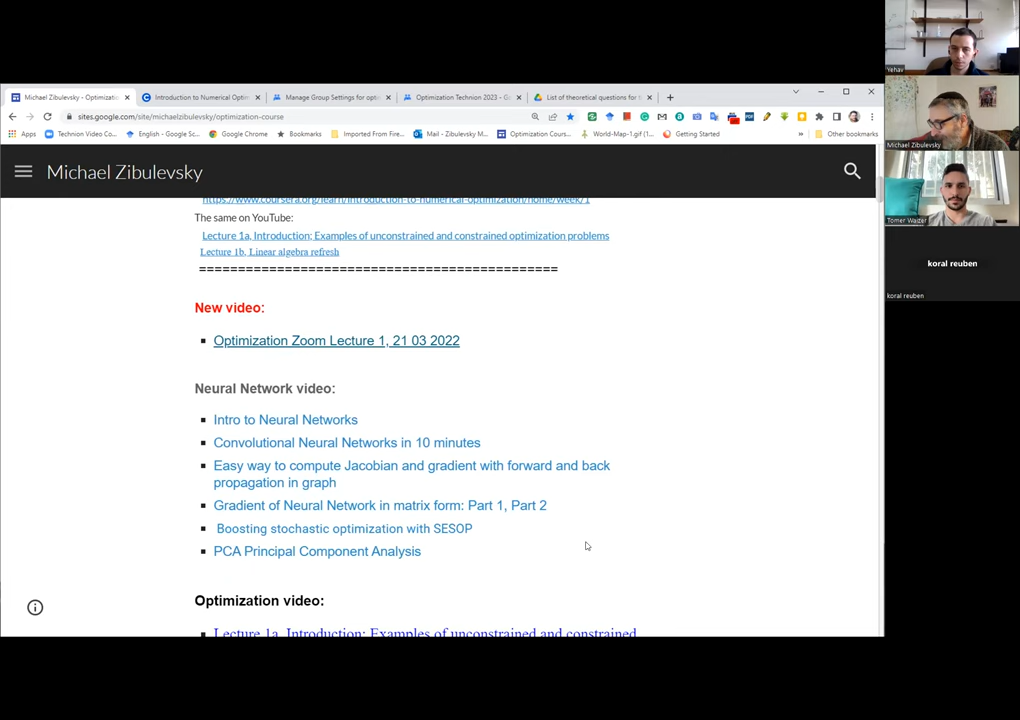 Michael Zibulevsky - Optimizatio
Introduction to Numerical Optim
Manage Group Settings for opti
Optimization Technion 2023 - G
List of theoretical questions for t
sites.google.com/site/michaelzibulevsky/optimization-course
Apps
Technion Video Co...
English - Google Sc...
Google Chrome
Bookmarks
Imported From Fire...
Mail - Zibulevsky M...
Optimization Cours...
World-Map-1.gif (1...
Getting Started
»
Other bookmarks
Michael Zibulevsky
https://www.coursera.org/learn/introduction-to-numerical-optimization/home/week/1
The same on YouTube:
Lecture 1a, Introduction; Examples of unconstrained and constrained optimization problems
Lecture 1b, Linear algebra refresh
=============================================
New video:
Optimization Zoom Lecture 1, 21 03 2022
Neural Network video:
Intro to Neural Networks
Convolutional Neural Networks in 10 minutes
Easy way to compute Jacobian and gradient with forward and back
propagation in graph
Gradient of Neural Network in matrix form: Part 1, Part 2
Boosting stochastic optimization with SESOP
PCA Principal Component Analysis
Optimization video:
Lecture 1a. Introduction: Examples of unconstrained and constrained
Yehav
Michael Zibulevsky
Tomer Waizer
koral reuben
koral reuben